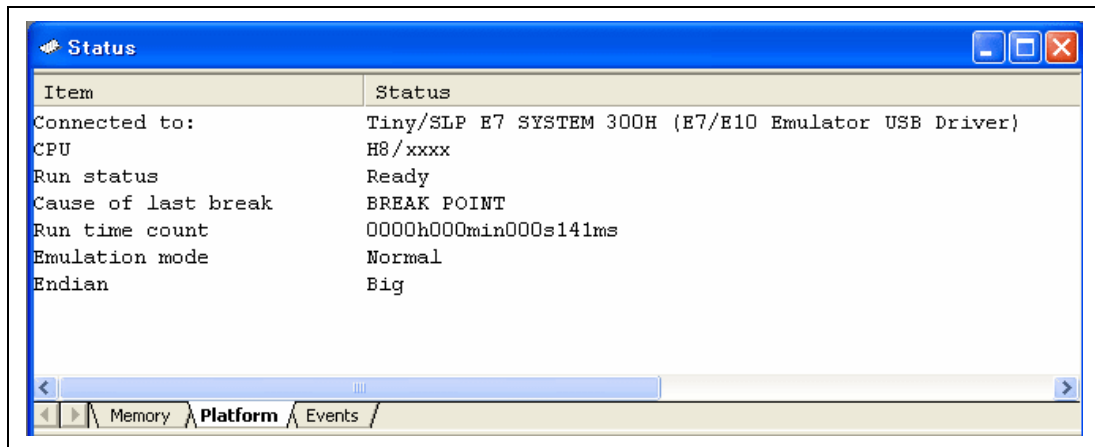 Status
Item Status
Connected to: Tiny/SLP E7 SYSTEM 300H (E7/E10 Emulator USB Driver)
CPU H8/xxxx
Run status Ready
Cause of last break BREAK POINT
Run time count 0000h000min000s141ms
Emulation mode Normal
Endian Big
Memory Platform Events